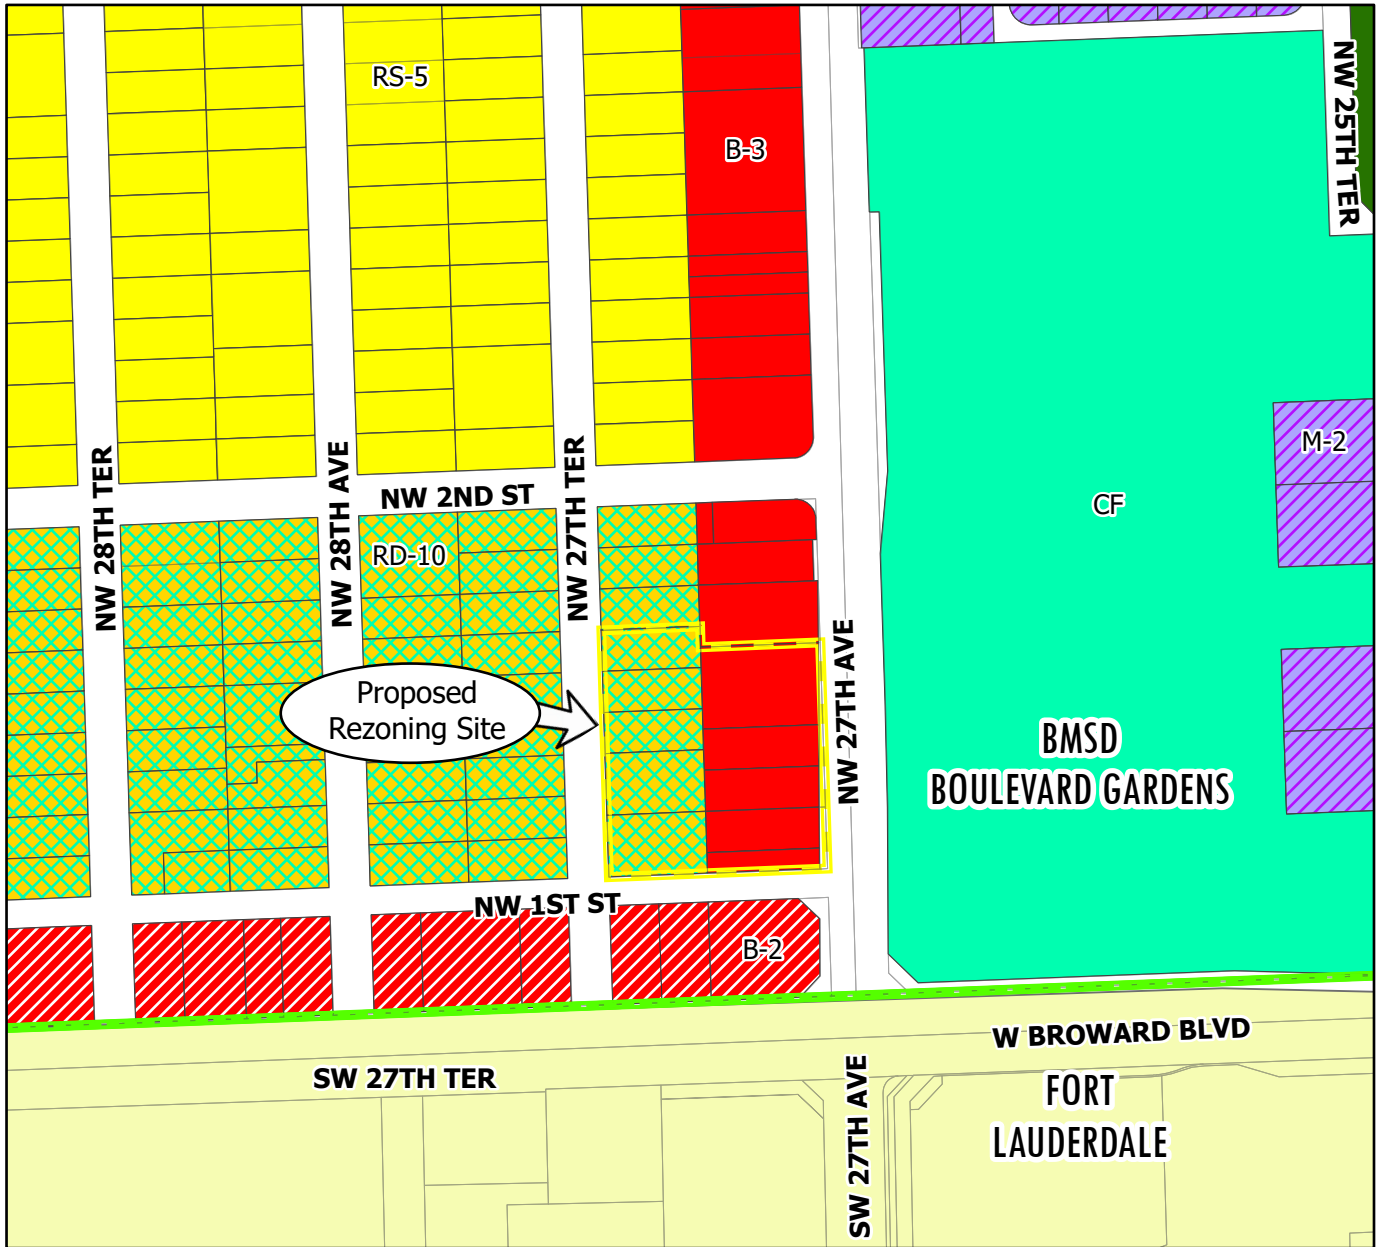 RS-5
B-3
NW 25TH TER
M-2
CF
NW 28TH TER
NW 28TH AVE
NW 2ND ST
NW 27TH TER
RD-10
Proposed
Rezoning Site
NW 27TH AVE
BMSD
BOULEVARD GARDENS
NW 1ST ST
B-2
W BROWARD BLVD
SW 27TH TER
SW 27TH AVE
FORT
LAUDERDALE